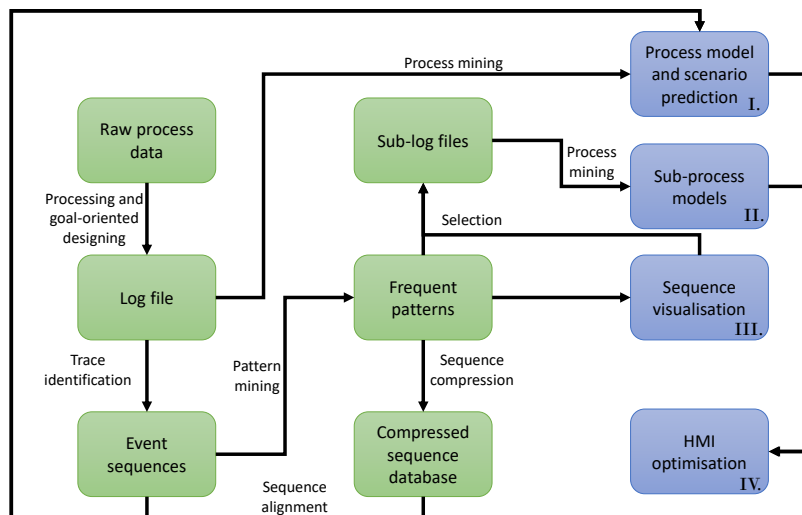 Process model
and scenario
prediction
I.
Process mining
Raw process
data
Sub-log files
Process
mining
Sub-process
models
II.
Processing and
goal-oriented
designing
Selection
Log file
Frequent
patterns
Sequence
visualisation
III.
Trace
identification
Pattern
mining
Sequence
compression
Event
sequences
Compressed
sequence
database
HMI
optimisation
IV.
Sequence
alignment